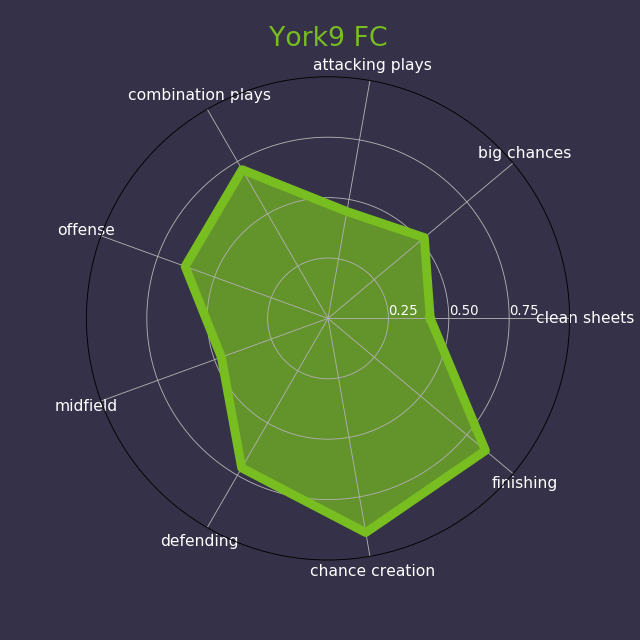 York9 FC
attacking plays
combination plays
big chances
offense
0.25 0.50 0.75
clean sheets
midfield
finishing
defending
chance creation